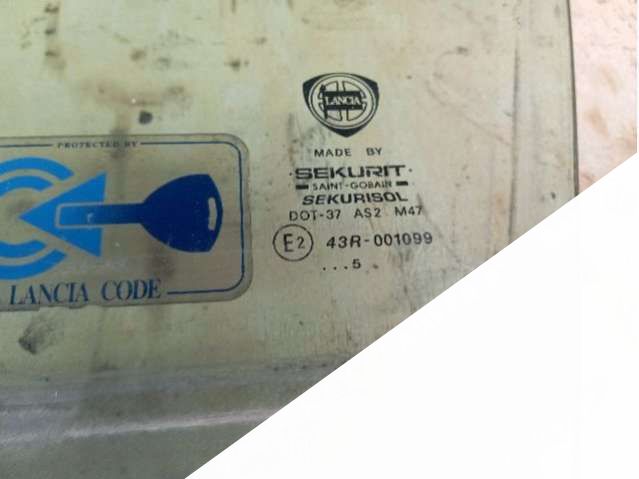 LANCIA
MADE BY
·SEKURIT·
SAINT-GOBAIN
SEKURISOL
DOT-37 AS2 M47
E2 43R-001099
...5
PROTECTED BY
LANCIA CODE